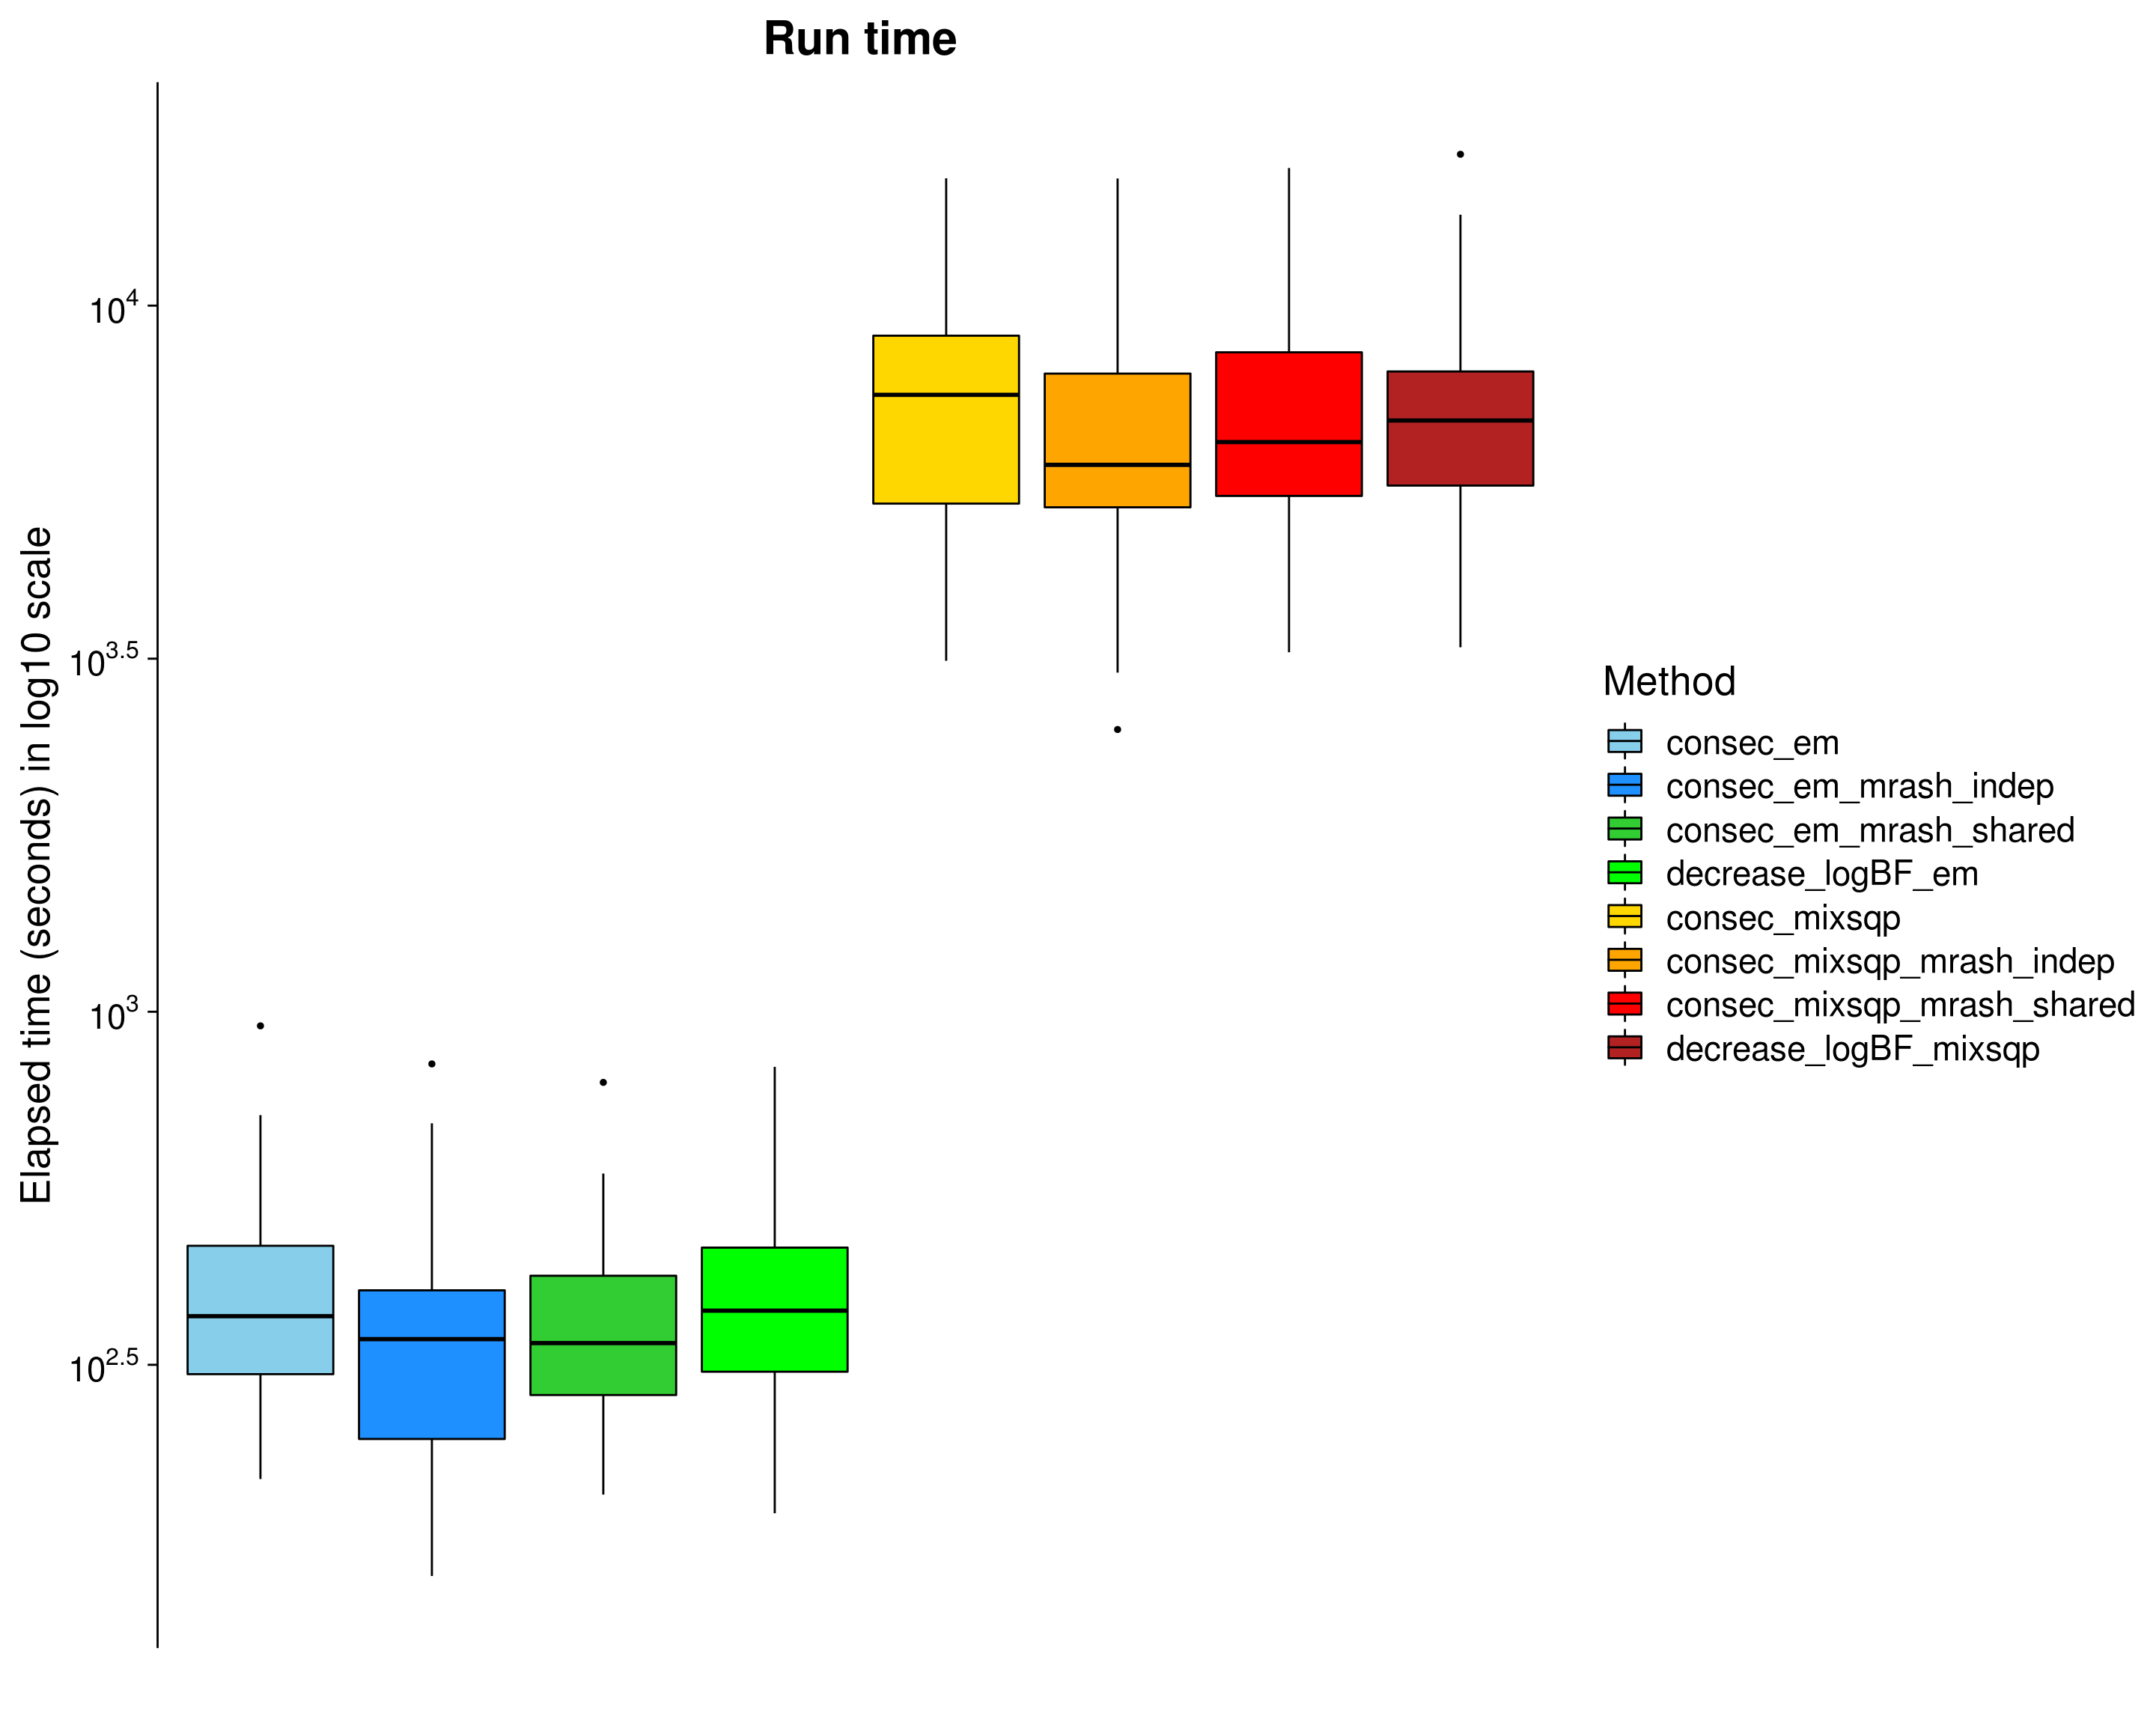 Run time
Elapsed time (seconds) in log10 scale
10^4
10^3.5
10^3
10^2.5
Method
consec_em
consec_em_mrash_indep
consec_em_mrash_shared
decrease_logBF_em
consec_mixsqp
consec_mixsqp_mrash_indep
consec_mixsqp_mrash_shared
decrease_logBF_mixsqp